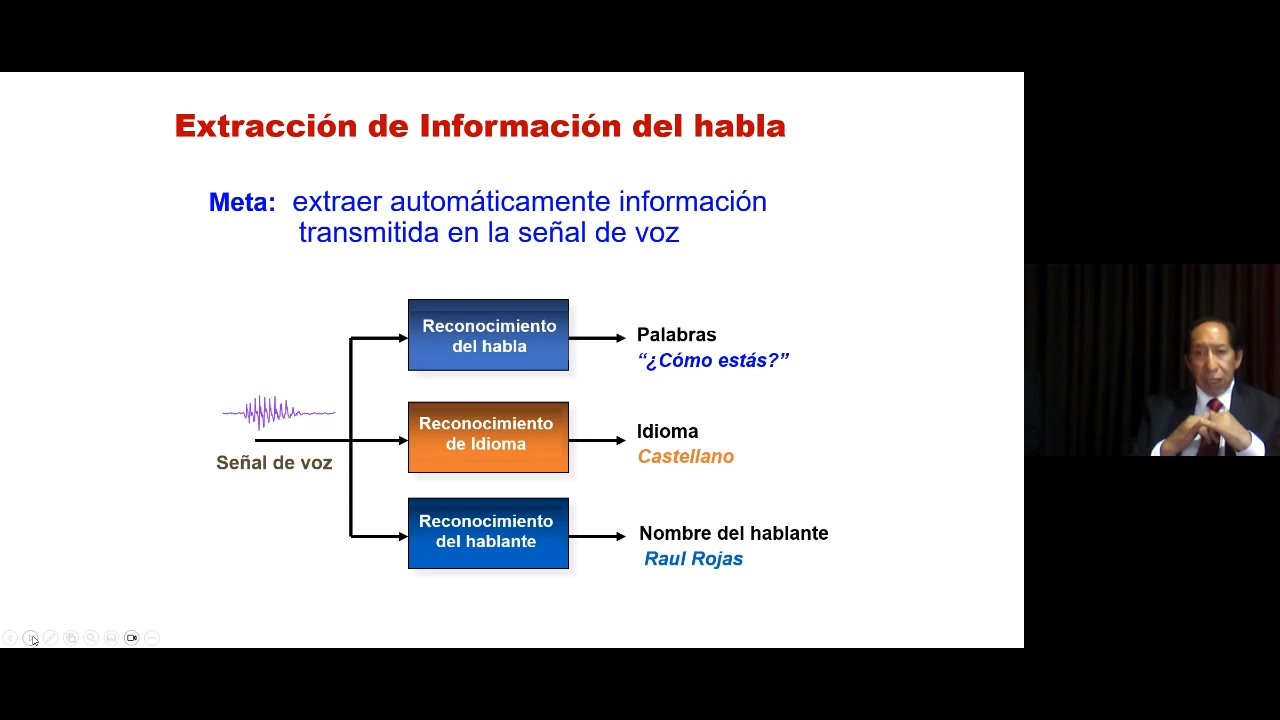 Extracción de Información del habla
Meta: extraer automáticamente información
transmitida en la señal de voz
Reconocimiento
del habla
Palabras
“¿Cómo estás?”
Señal de voz
Reconocimiento
de Idioma
Idioma
Castellano
Reconocimiento
del hablante
Nombre del hablante
Raul Rojas